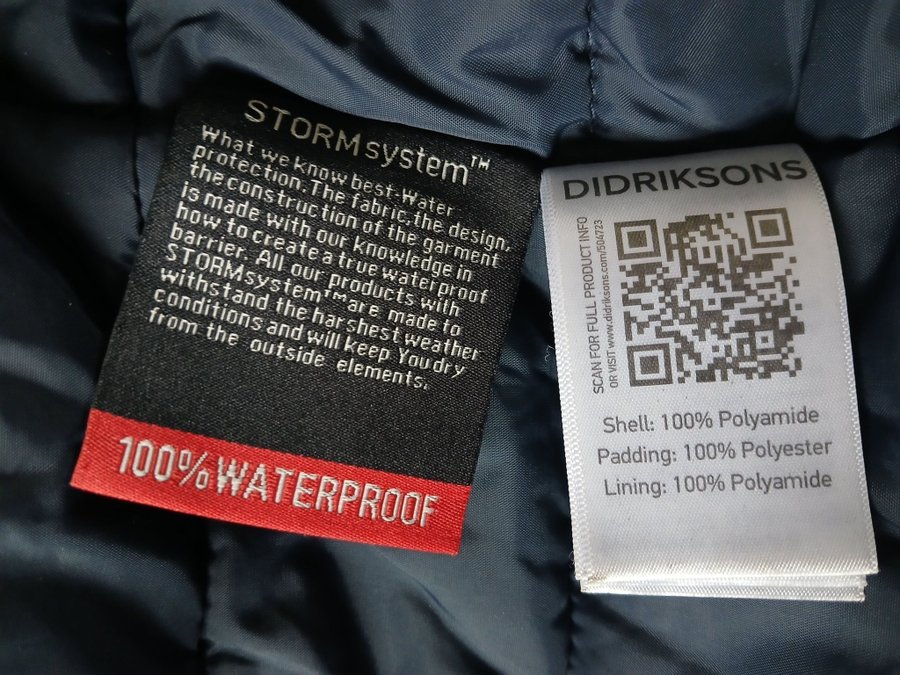 STORMsystem™
What we know best-Water
protection. The fabric, the design,
the construction of the garment
is made with our knowledge in
how to create a true waterproof
barrier. All our products with
STORMsystem™ are made to
withstand the harshest weather
conditions and will keep You dry
from the outside elements.
100% WATERPROOF
DIDRIKSONS
SCAN FOR FULL PRODUCT INFO
OR VISIT www.didriksons.com/504723
Shell: 100% Polyamide
Padding: 100% Polyester
Lining: 100% Polyamide